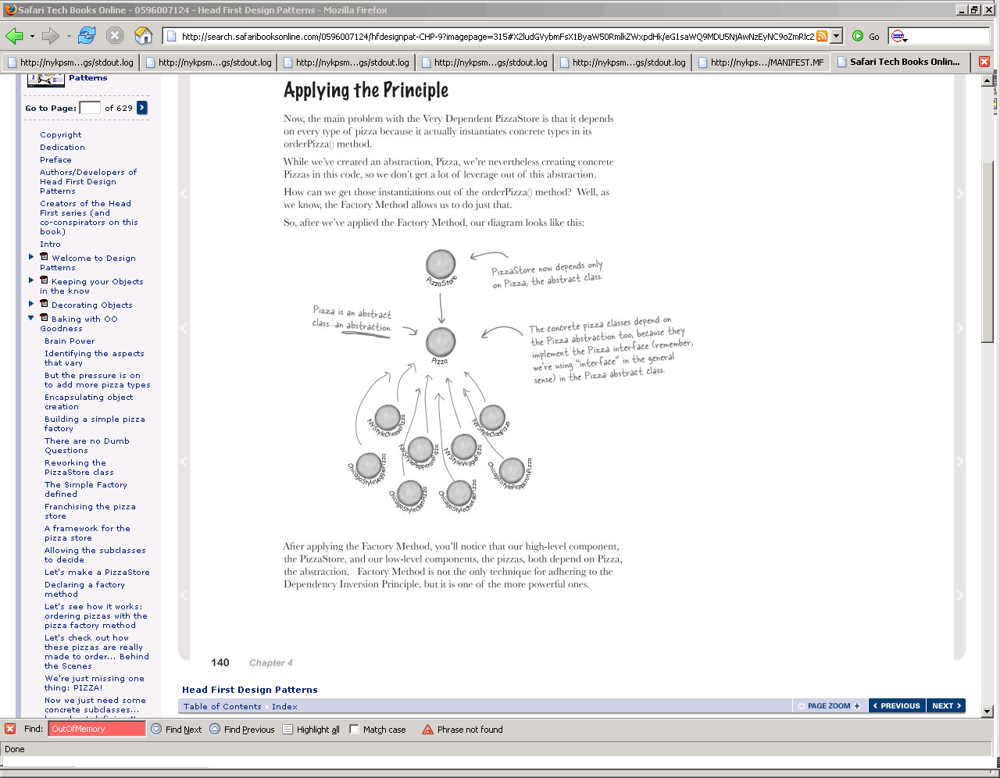 Safari Tech Books Online - 0596007124 - Head First Design Patterns - Mozilla Firefox
Go
http://nykpsm....gs/stdout.log
http://nykpsm....gs/stdout.log
http://nykpsm....gs/stdout.log
http://nykpsm....gs/stdout.log
http://nykpsm....gs/stdout.log
http://nykps.../MANIFEST.MF
Safari Tech Books Onlin...
Patterns
Go to Page:
of 629
Copyright
Dedication
Preface
Authors/Developers of
Head First Design
Patterns
Creators of the Head
First series (and
co-conspirators on this
book)
Intro
Welcome to Design
Patterns
Keeping your Objects
in the know
Decorating Objects
Baking with OO
Goodness
Brain Power
Identifying the aspects
that vary
But the pressure is on
to add more pizza types
Encapsulating object
creation
Building a simple pizza
factory
There are no Dumb
Questions
Reworking the
PizzaStore class
The Simple Factory
defined
Franchising the pizza
store
A framework for the
pizza store
Allowing the subclasses
to decide
Let's make a PizzaStore
Declaring a factory
method
Let's see how it works:
ordering pizzas with the
pizza factory method
Let's check out how
these pizzas are really
made to order... Behind
the Scenes
We're just missing one
thing: PIZZA!
Now we just need some
concrete subclasses...
Applying the Principle
Now, the main problem with the Very Dependent PizzaStore is that it depends
on every type of pizza because it actually instantiates concrete types in its
orderPizza() method.
While we've created an abstraction, Pizza, we're nevertheless creating concrete
Pizzas in this code, so we don't get a lot of leverage out of this abstraction.
How can we get those instantiations out of the orderPizza() method? Well, as
we know, the Factory Method allows us to do just that.
So, after we've applied the Factory Method, our diagram looks like this:
PizzaStore
PizzaStore now depends only
on Pizza, the abstract class.
Pizza is an abstract
class...an abstraction.
Pizza
The concrete pizza classes depend on
the Pizza abstraction too, because they
implement the Pizza interface (remember,
we're using "interface" in the general
sense) in the Pizza abstract class.
NYStyleCheesePizza
NYStyleClamPizza
NYStylePepperoniPizza
NYStyleVeggiePizza
ChicagoStyleVeggiePizza
ChicagoStylePepperoniPizza
ChicagoStyleClamPizza
ChicagoStyleCheesePizza
After applying the Factory Method, you'll notice that our high-level component,
the PizzaStore, and our low-level components, the pizzas, both depend on Pizza,
the abstraction. Factory Method is not the only technique for adhering to the
Dependency Inversion Principle, but it is one of the more powerful ones.
140 Chapter 4
Head First Design Patterns
Table of Contents • Index
PAGE ZOOM
PREVIOUS
NEXT
Find: OutOfMemory
Find Next
Find Previous
Highlight all
Match case
Phrase not found
Done